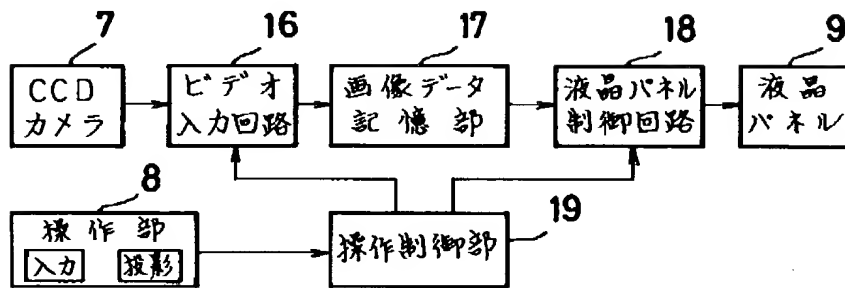 7
16
17
18
9
CCD
カメラ
ビデオ
入力回路
画像データ
記憶部
液晶パネル
制御回路
液晶
パネル
8
操作部
入力
投影
操作制御部
19